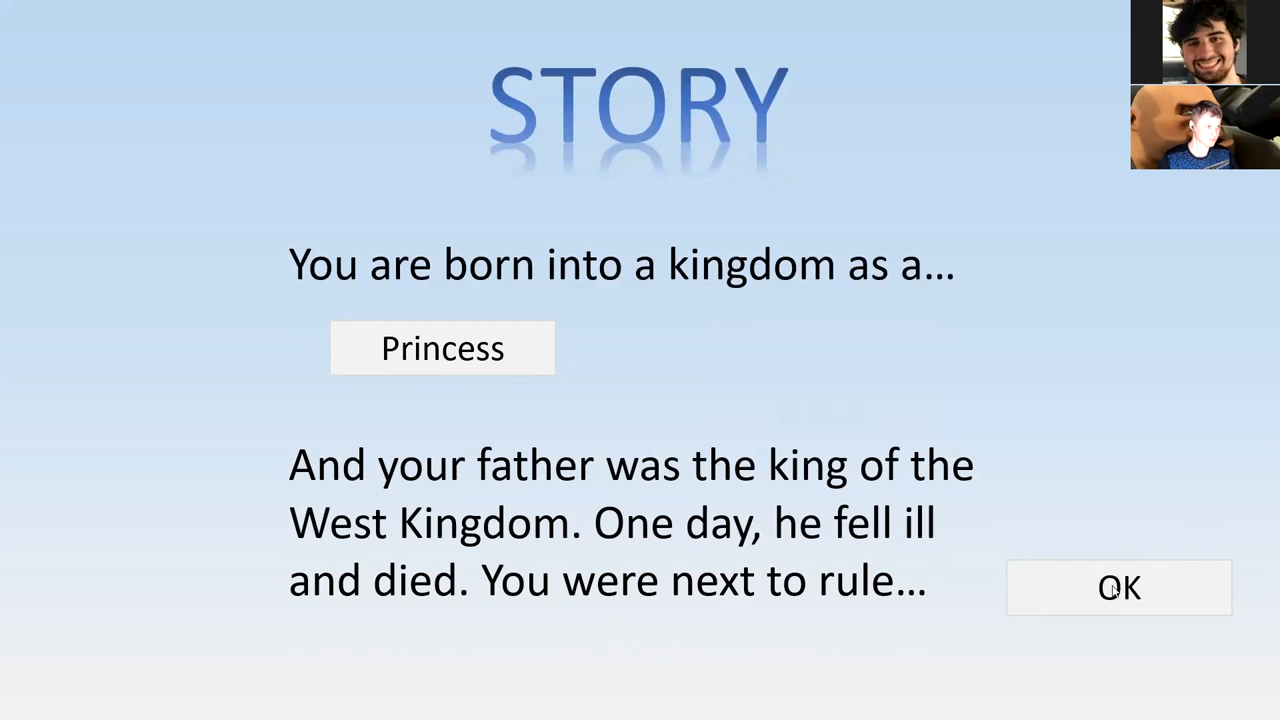 STORY
You are born into a kingdom as a…
Princess
And your father was the king of the
West Kingdom. One day, he fell ill
and died. You were next to rule…
OK